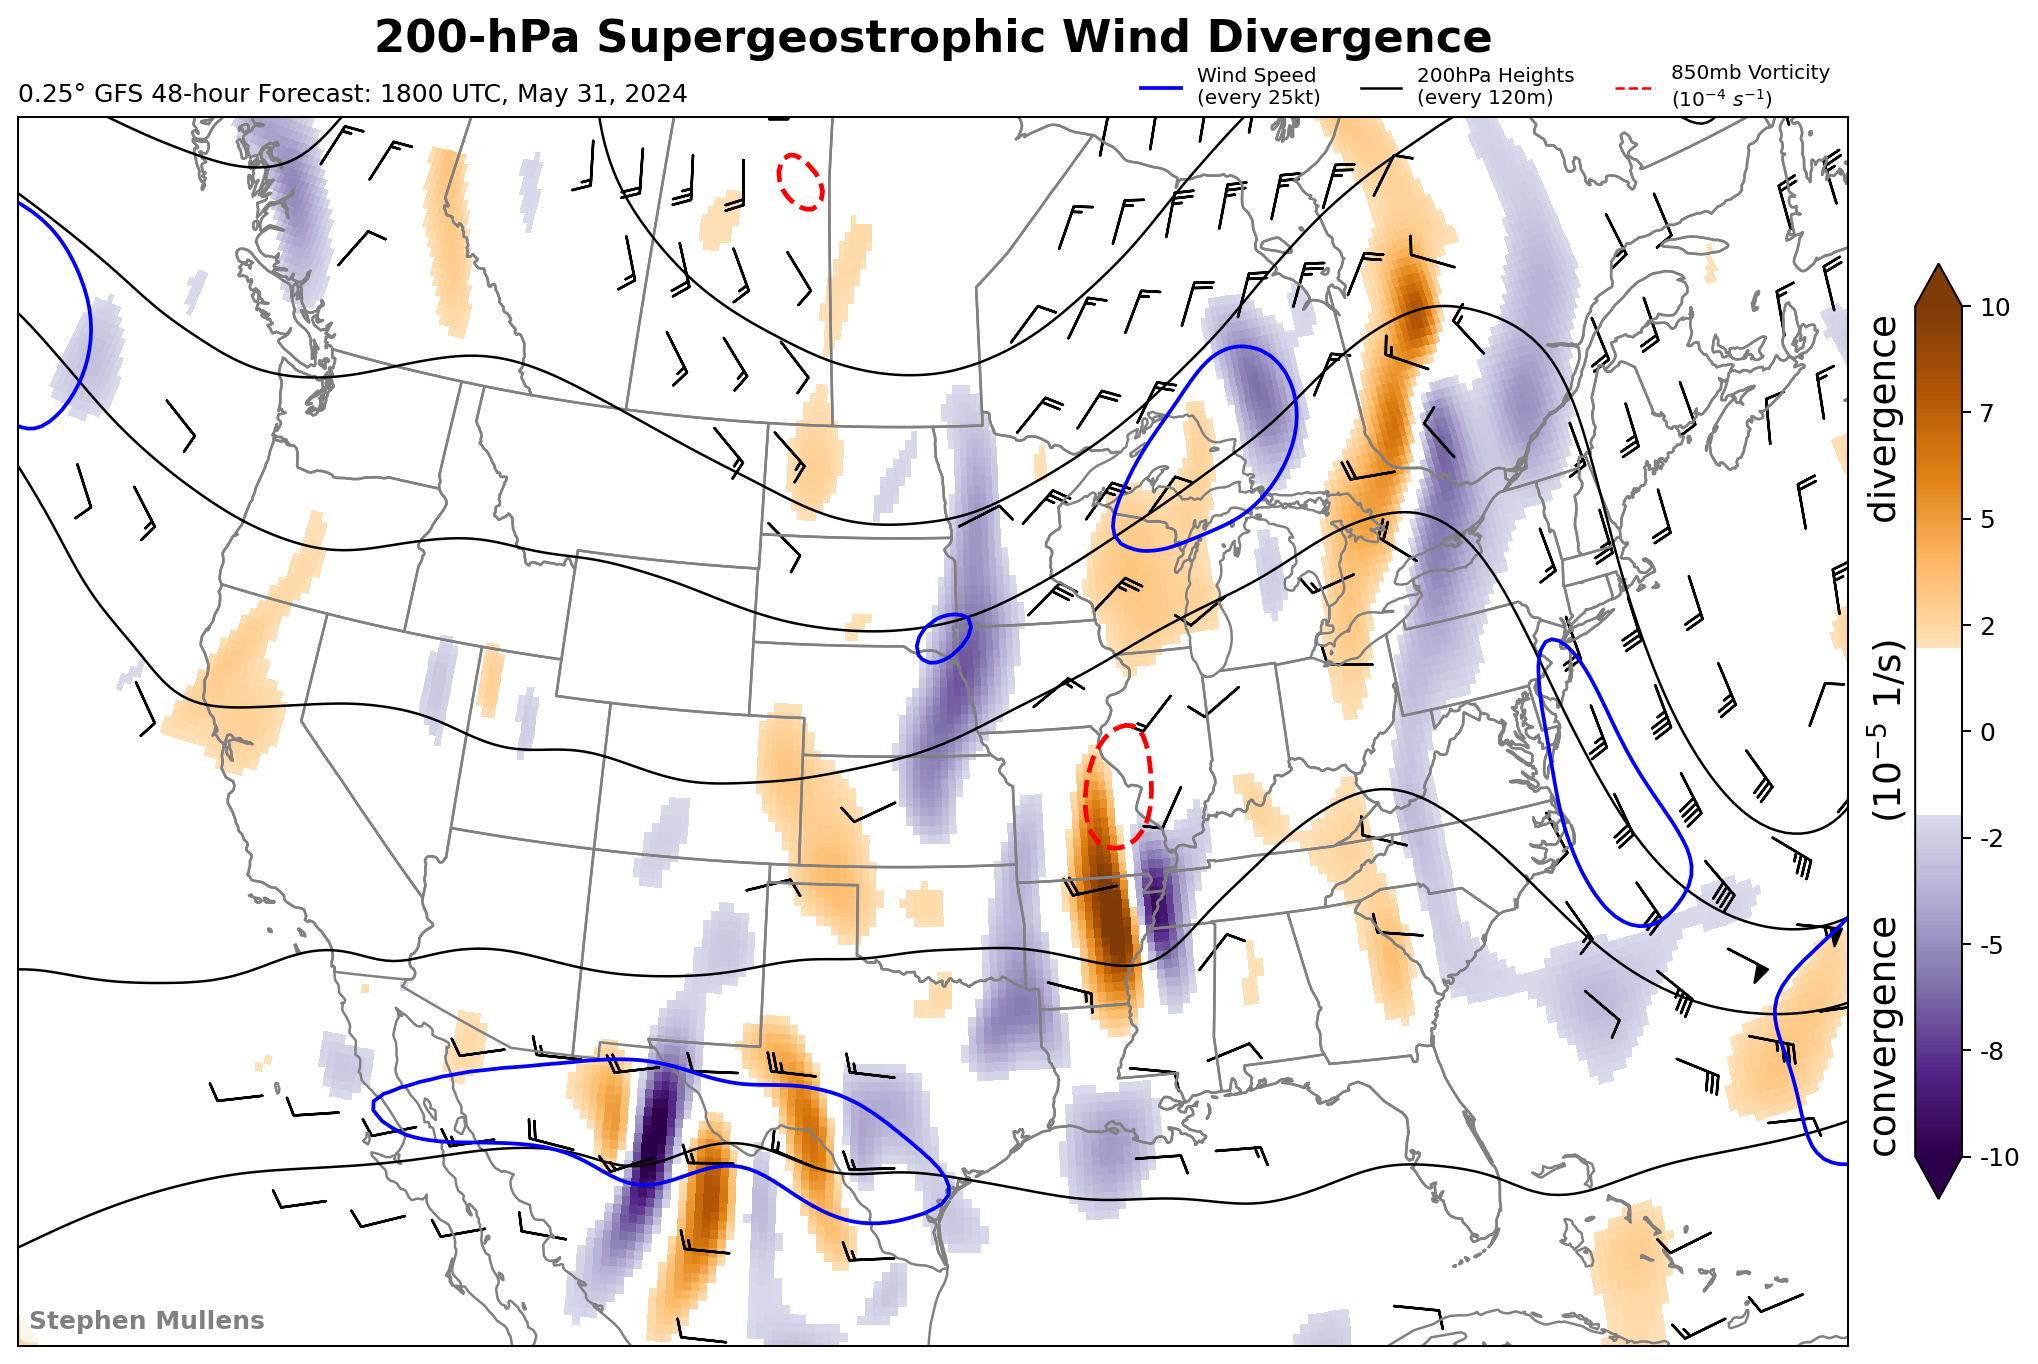 200-hPa Supergeostrophic Wind Divergence
0.25° GFS 48-hour Forecast: 1800 UTC, May 31, 2024
Wind Speed
(every 25kt)
200hPa Heights
(every 120m)
850mb Vorticity
(10⁻⁴ s⁻¹)
10
7
5
2
0
-2
-5
-8
-10
convergence (10⁻⁵ 1/s) divergence
Stephen Mullens